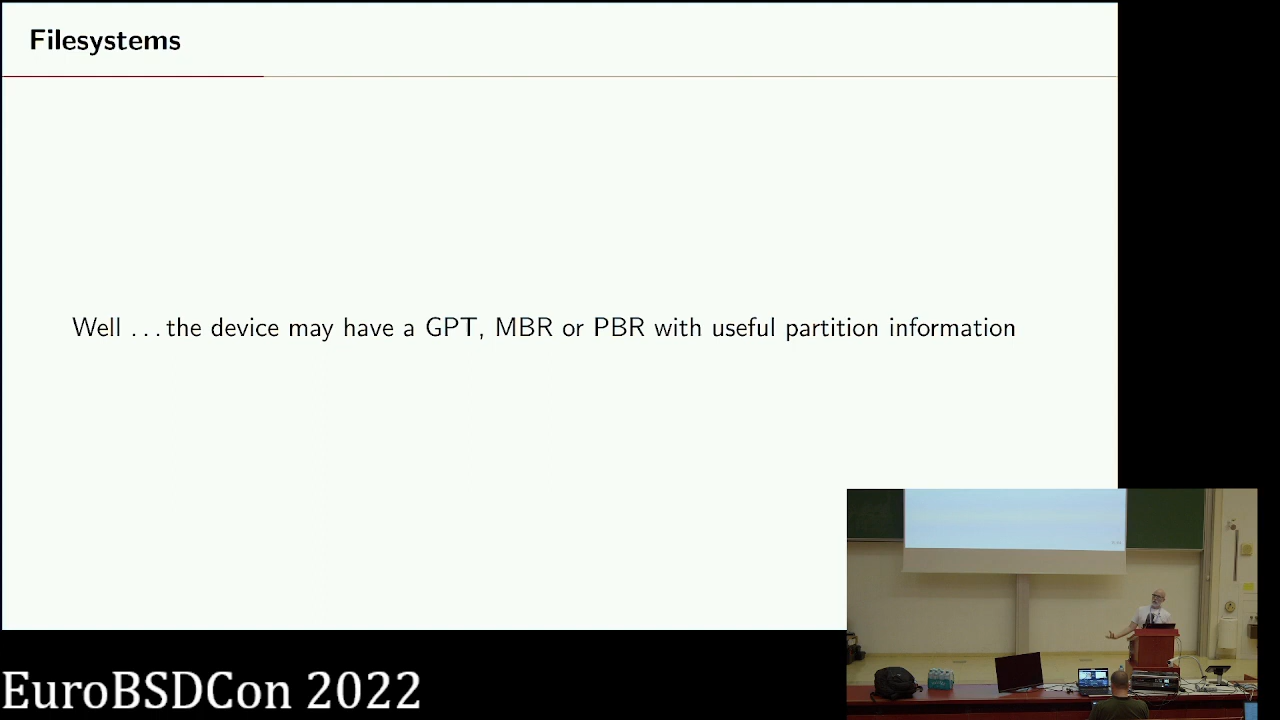 Filesystems
Well . . . the device may have a GPT, MBR or PBR with useful partition information
EuroBSDCon 2022